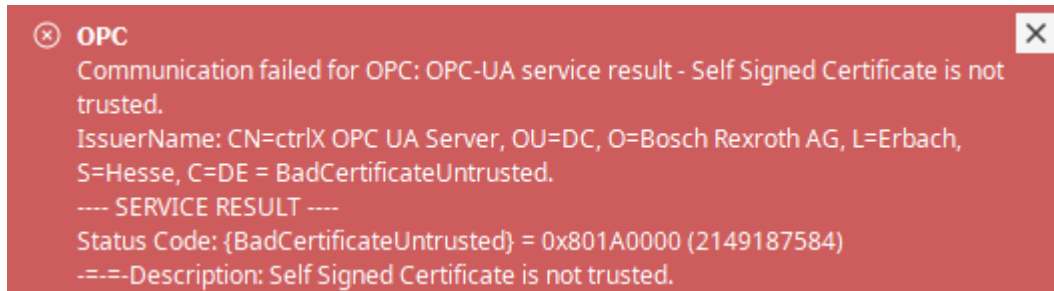 OPC
Communication failed for OPC: OPC-UA service result - Self Signed Certificate is not
trusted.
IssuerName: CN=ctrlX OPC UA Server, OU=DC, O=Bosch Rexroth AG, L=Erbach,
S=Hesse, C=DE = BadCertificateUntrusted.
---- SERVICE RESULT ----
Status Code: {BadCertificateUntrusted} = 0x801A0000 (2149187584)
-=-=-Description: Self Signed Certificate is not trusted.